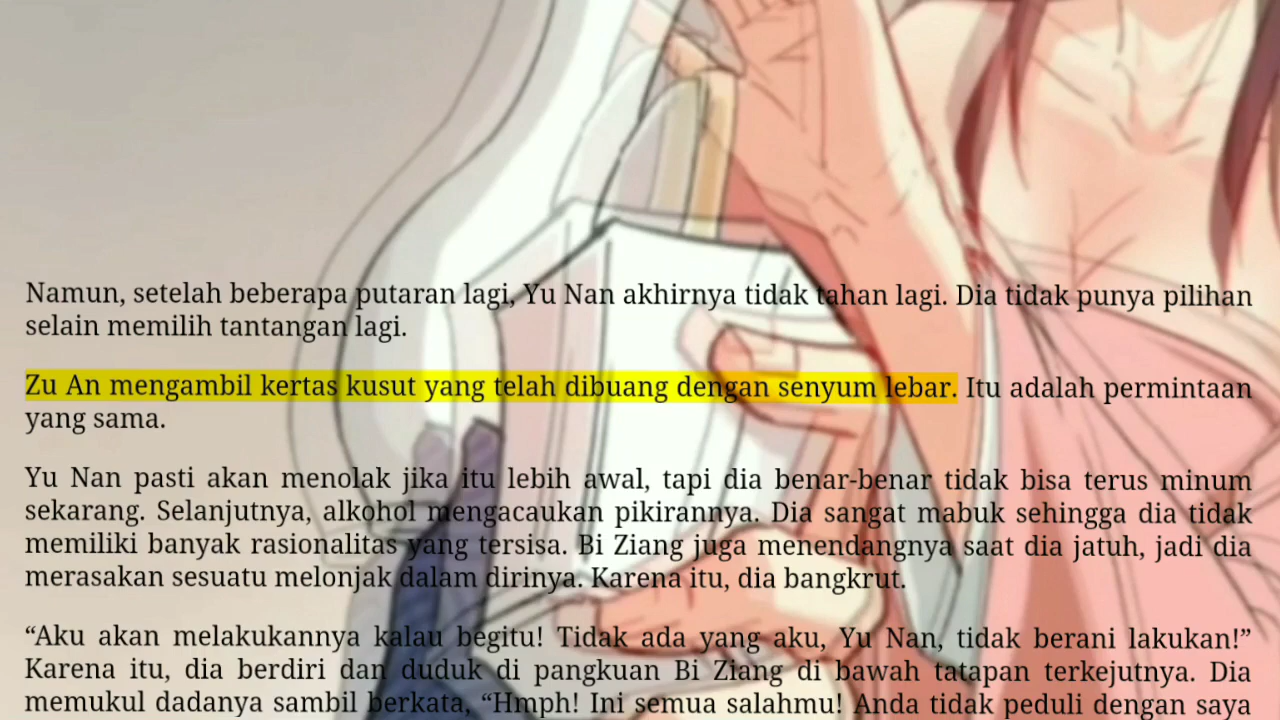 Namun, setelah beberapa putaran lagi, Yu Nan akhirnya tidak tahan lagi. Dia tidak punya pilihan
selain memilih tantangan lagi.
Zu An mengambil kertas kusut yang telah dibuang dengan senyum lebar. Itu adalah permintaan
yang sama.
Yu Nan pasti akan menolak jika itu lebih awal, tapi dia benar-benar tidak bisa terus minum
sekarang. Selanjutnya, alkohol mengacaukan pikirannya. Dia sangat mabuk sehingga dia tidak
memiliki banyak rasionalitas yang tersisa. Bi Ziang juga menendangnya saat dia jatuh, jadi dia
merasakan sesuatu melonjak dalam dirinya. Karena itu, dia bangkrut.
“Aku akan melakukannya kalau begitu! Tidak ada yang aku, Yu Nan, tidak berani lakukan!”
Karena itu, dia berdiri dan duduk di pangkuan Bi Ziang di bawah tatapan terkejutnya. Dia
memukul dadanya sambil berkata, “Hmph! Ini semua salahmu! Anda tidak peduli dengan saya